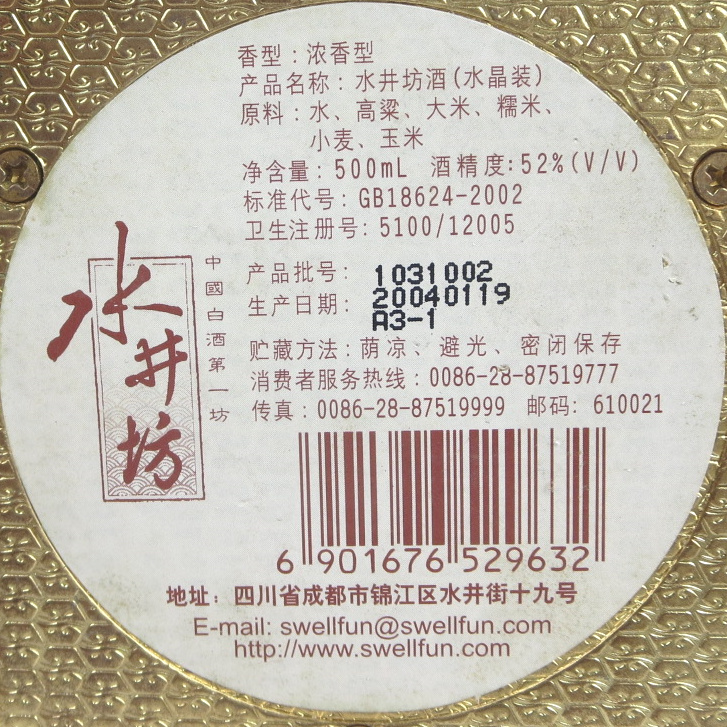 香型：浓香型
产品名称：水井坊酒(水晶装)
原料：水、高粱、大米、糯米、
小麦、玉米
净含量：500mL 酒精度:52%(V/V)
标准代号：GB18624-2002
卫生注册号：5100/12005
产品批号：1031002
生产日期：20040119
A3-1
贮藏方法：荫凉、避光、密闭保存
消费者服务热线：0086-28-87519777
传真：0086-28-87519999 邮码：610021
水井坊
中國白酒第一坊
6 901676 529632
地址：四川省成都市锦江区水井街十九号
E-mail: swellfun@swellfun.com
http://www.swellfun.com